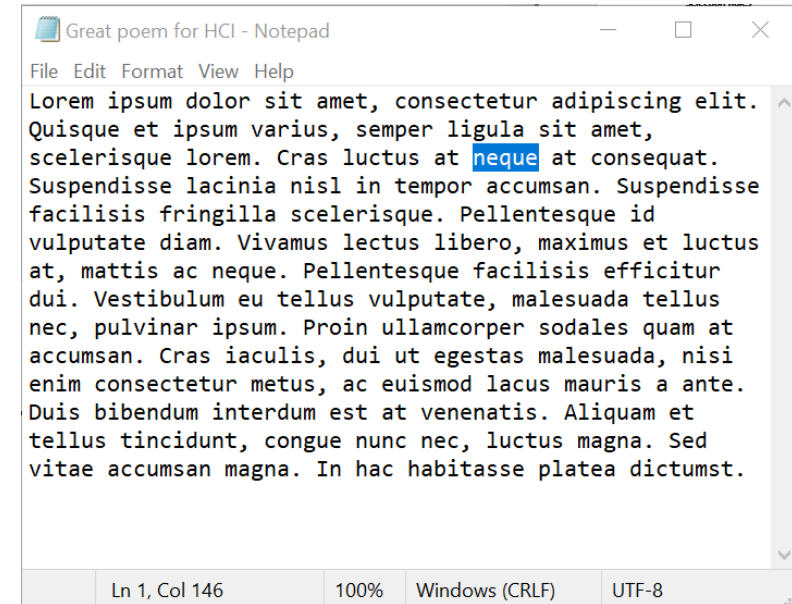 Great poem for HCI - Notepad
File Edit Format View Help
Lorem ipsum dolor sit amet, consectetur adipiscing elit.
Quisque et ipsum varius, semper ligula sit amet,
scelerisque lorem. Cras luctus at neque at consequat.
Suspendisse lacinia nisl in tempor accumsan. Suspendisse
facilisis fringilla scelerisque. Pellentesque id
vulputate diam. Vivamus lectus libero, maximus et luctus
at, mattis ac neque. Pellentesque facilisis efficitur
dui. Vestibulum eu tellus vulputate, malesuada tellus
nec, pulvinar ipsum. Proin ullamcorper sodales quam at
accumsan. Cras iaculis, dui ut egestas malesuada, nisi
enim consectetur metus, ac euismod lacus mauris a ante.
Duis bibendum interdum est at venenatis. Aliquam et
tellus tincidunt, congue nunc nec, luctus magna. Sed
vitae accumsan magna. In hac habitasse platea dictumst.
Ln 1, Col 146 100% Windows (CRLF) UTF-8